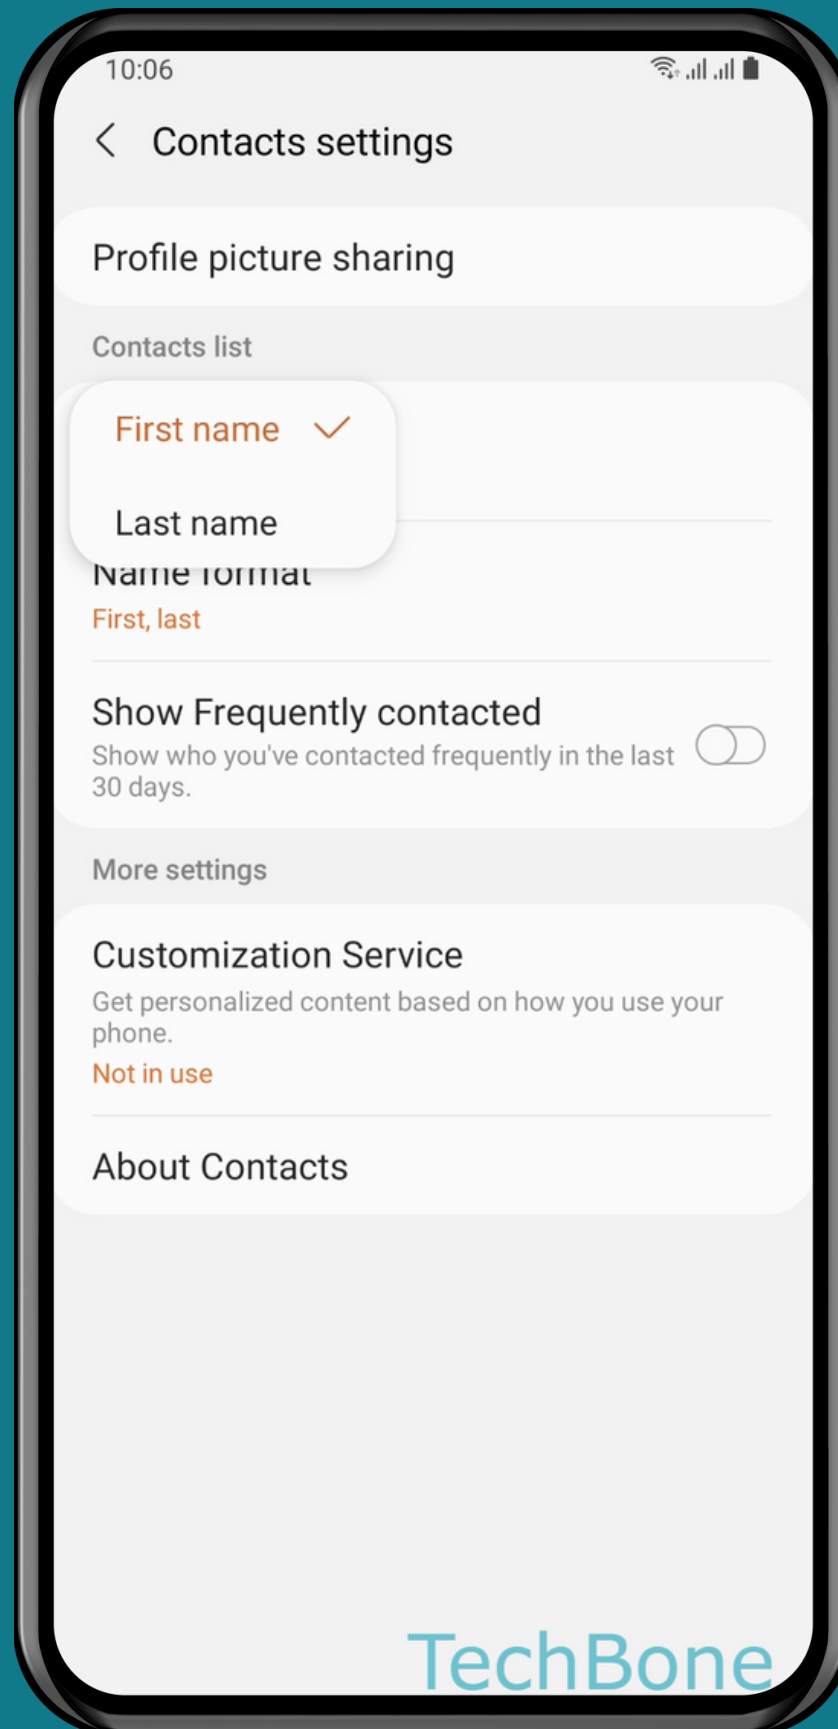 10:06
Contacts settings
Profile picture sharing
Contacts list
First name
Last name
Name format
First, last
Show Frequently contacted
Show who you've contacted frequently in the last
30 days.
More settings
Customization Service
Get personalized content based on how you use your
phone.
Not in use
About Contacts
TechBone